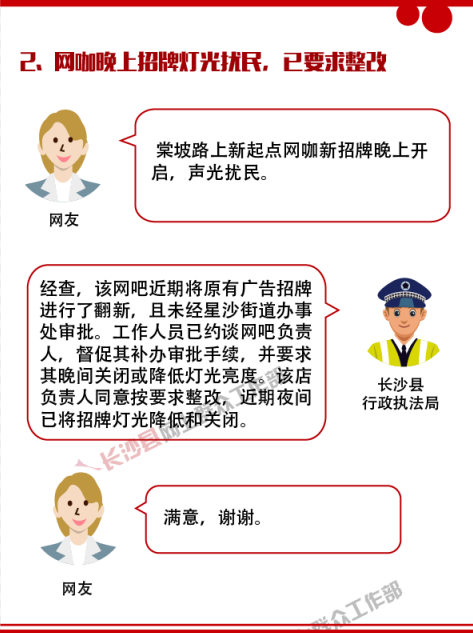 2、网咖晚上招牌灯光扰民，已要求整改
棠坡路上新起点网咖新招牌晚上开
启，声光扰民。
网友
经查，该网吧近期将原有广告招牌
进行了翻新，且未经星沙街道办事
处审批。工作人员已约谈网吧负责
人，督促其补办审批手续，并要求
其晚间关闭或降低灯光亮度。该店
负责人同意按要求整改，近期夜间
已将招牌灯光降低和关闭。
长沙县
行政执法局
长沙县网上群众工作部
满意，谢谢。
网友
群众工作部